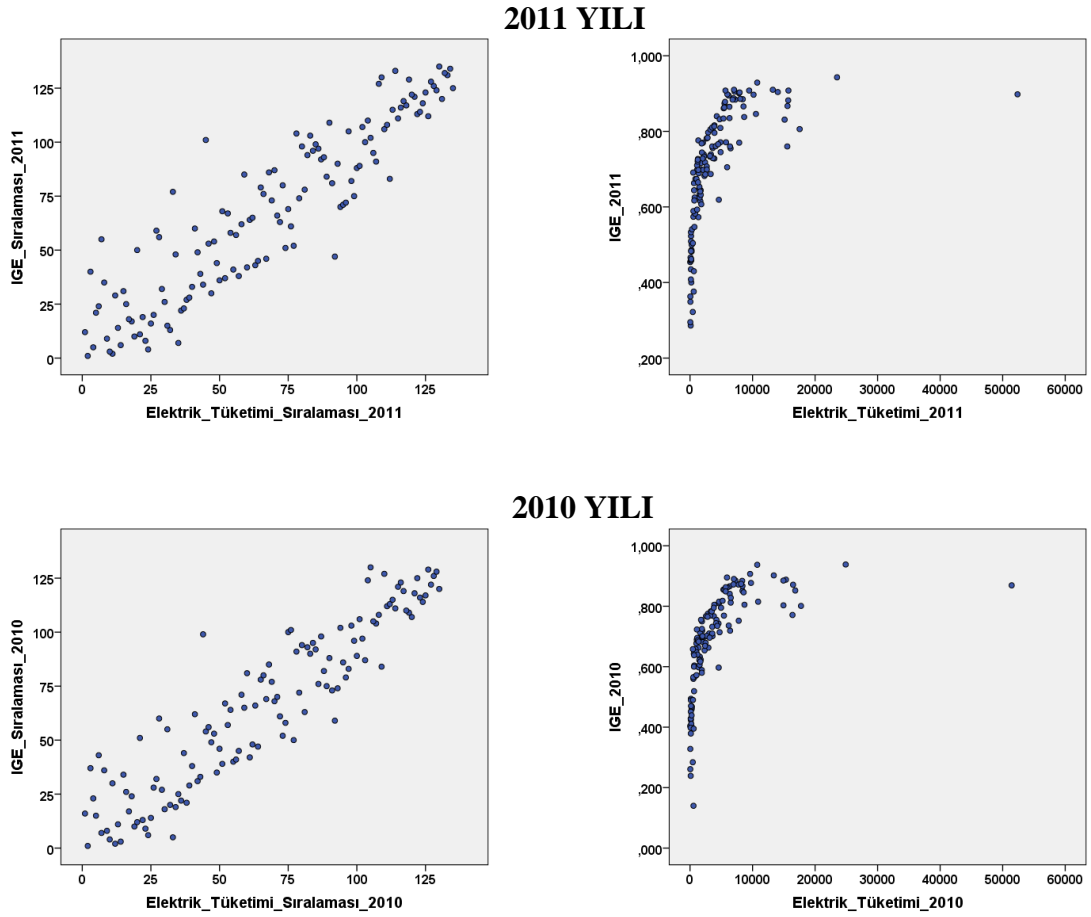 2011 YILI
125
100
75
50
25
0
IGE_Sıralaması_2011
0 25 50 75 100 125
Elektrik_Tüketimi_Sıralaması_2011
1,000
,800
,600
,400
,200
IGE_2011
0 10000 20000 30000 40000 50000 60000
Elektrik_Tüketimi_2011
2010 YILI
125
100
75
50
25
0
IGE_Sıralaması_2010
0 25 50 75 100 125
Elektrik_Tüketimi_Sıralaması_2010
1,000
,800
,600
,400
,200
,000
IGE_2010
0 10000 20000 30000 40000 50000 60000
Elektrik_Tüketimi_2010